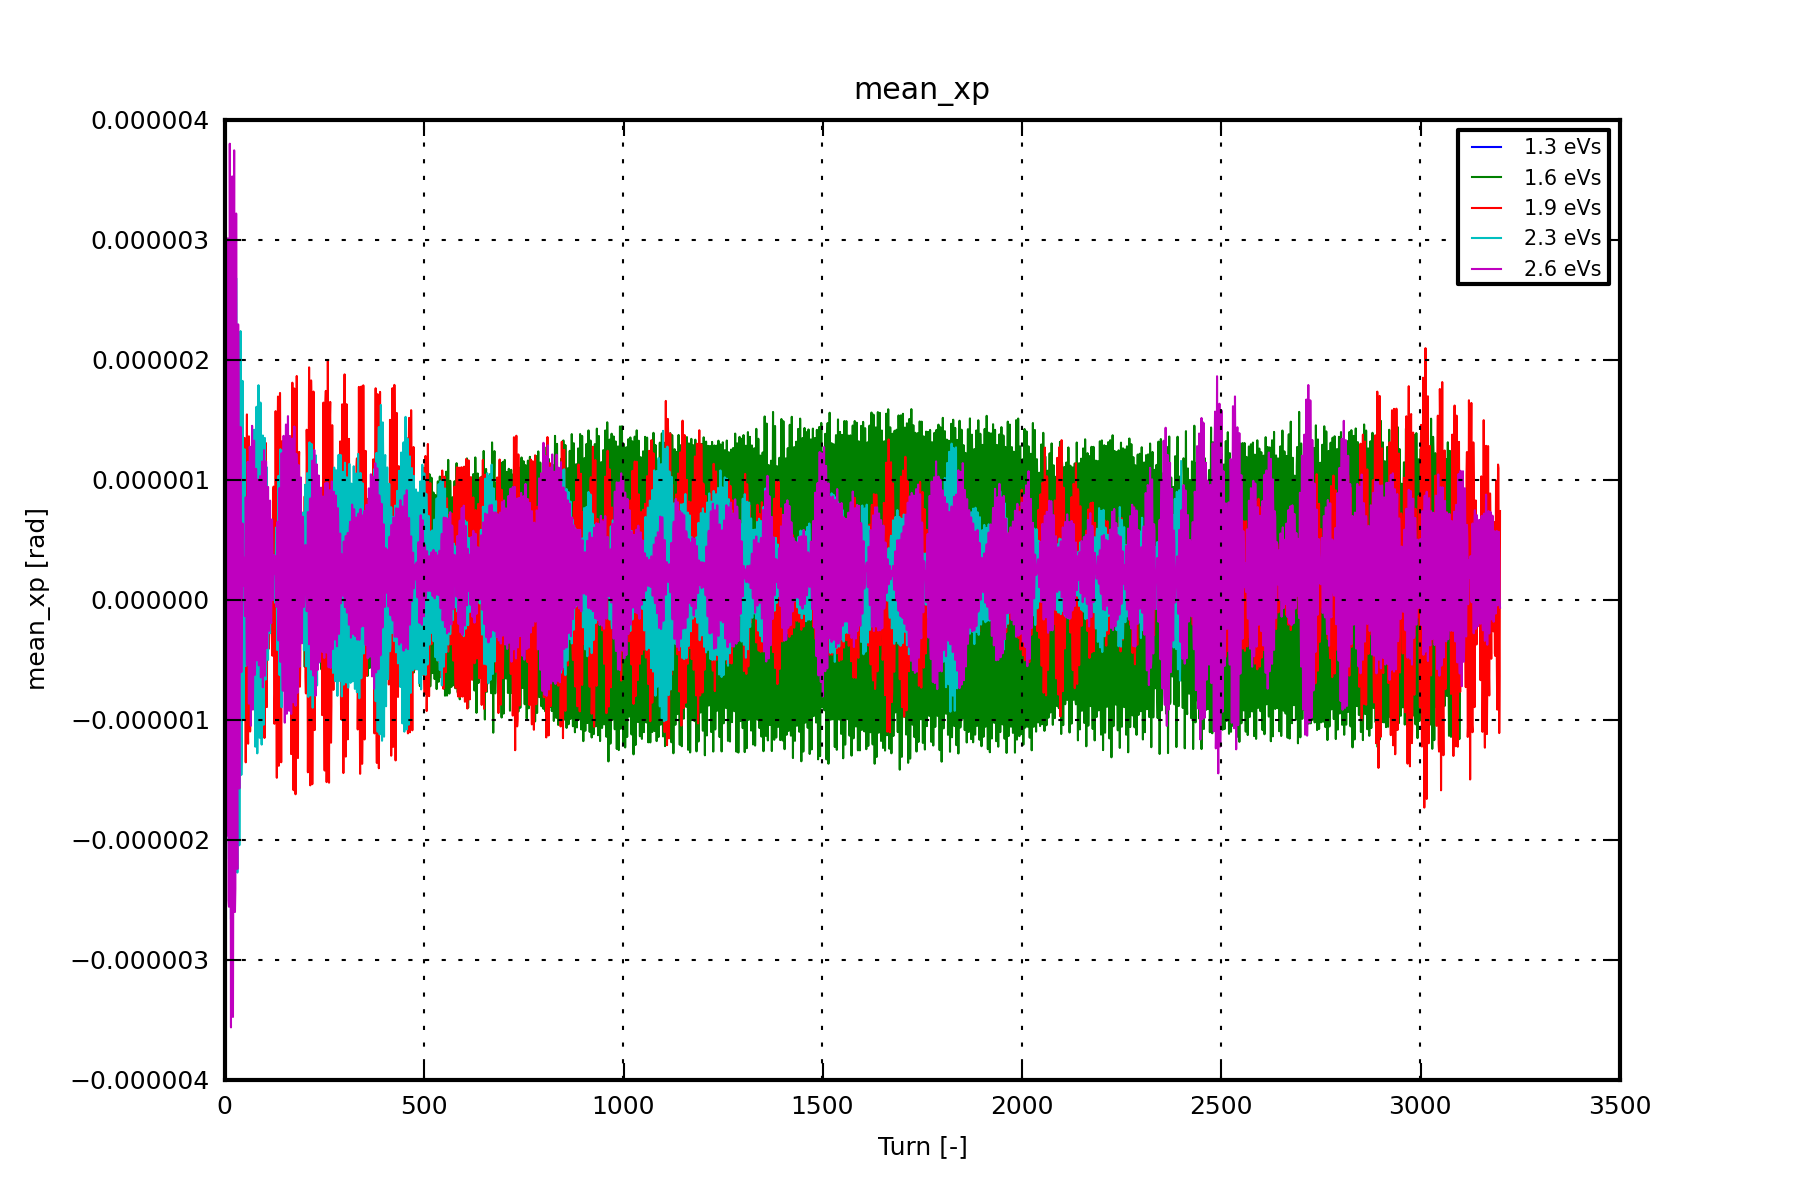 mean_xp
0.000004
0.000003
0.000002
0.000001
0.000000
−0.000001
−0.000002
−0.000003
−0.000004
mean_xp [rad]
1.3 eVs
1.6 eVs
1.9 eVs
2.3 eVs
2.6 eVs
0 500 1000 1500 2000 2500 3000 3500
Turn [-]